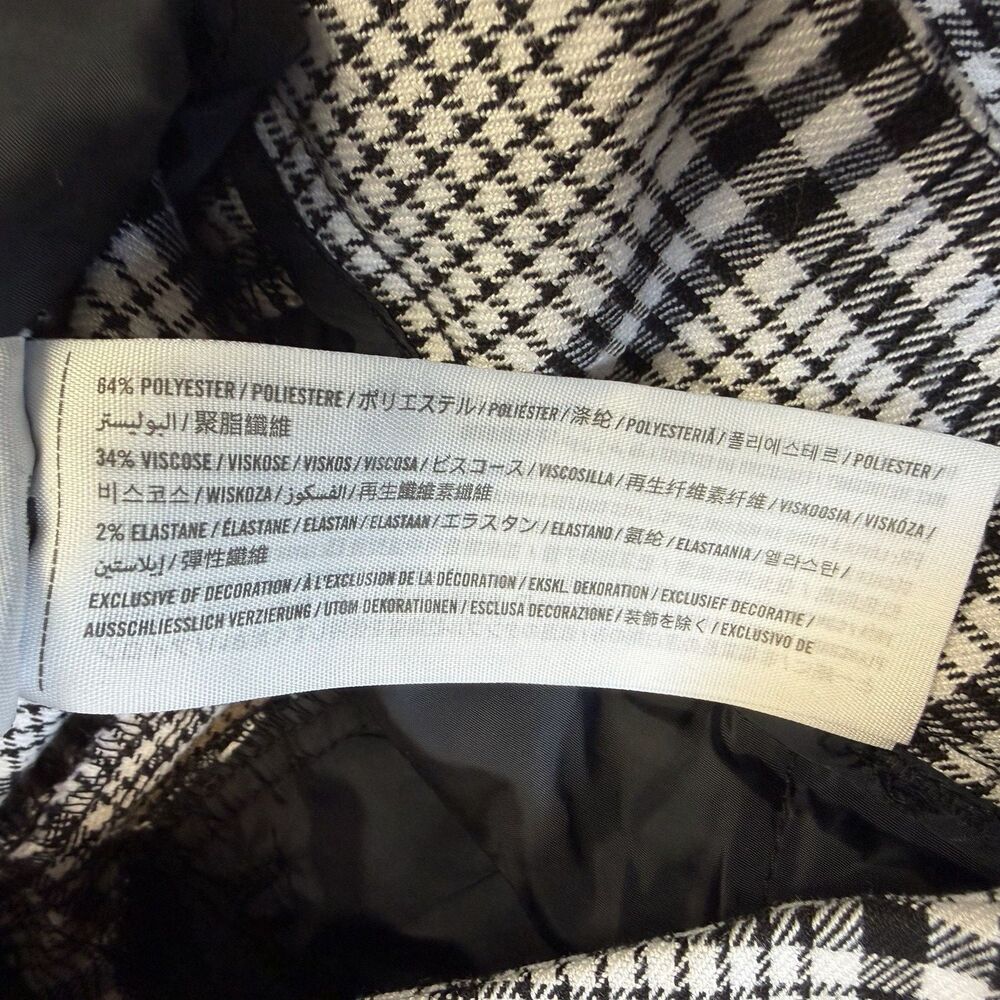 64% POLYESTER / POLIESTERE / ポリエステル / POLIÉSTER / 涤纶 / POLYESTERIÄ / 폴리에스테르 / POLIESTER /
البوليستر / 聚脂纖維
34% VISCOSE / VISKOSE / VISKOS / VISCOSA / ビスコース / VISCOSILLA / 再生纤维素纤维 / VISKOOSIA / VISKÓZA /
비스코스 / WISKOZA / الفسكوز / 再生纖維素纖維
2% ELASTANE / ÉLASTANE / ELASTAN / ELASTAAN / エラスタン / ELASTANO / 氨纶 / ELASTAANIA / 엘라스탄 /
إيلاستين / 彈性纖維
EXCLUSIVE OF DECORATION / À L'EXCLUSION DE LA DÉCORATION / EKSKL. DEKORATION / EXCLUSIEF DECORATIE /
AUSSCHLIESSLICH VERZIERUNG / UTOM DEKORATIONEN / ESCLUSA DECORAZIONE / 装飾を除く / EXCLUSIVO DE